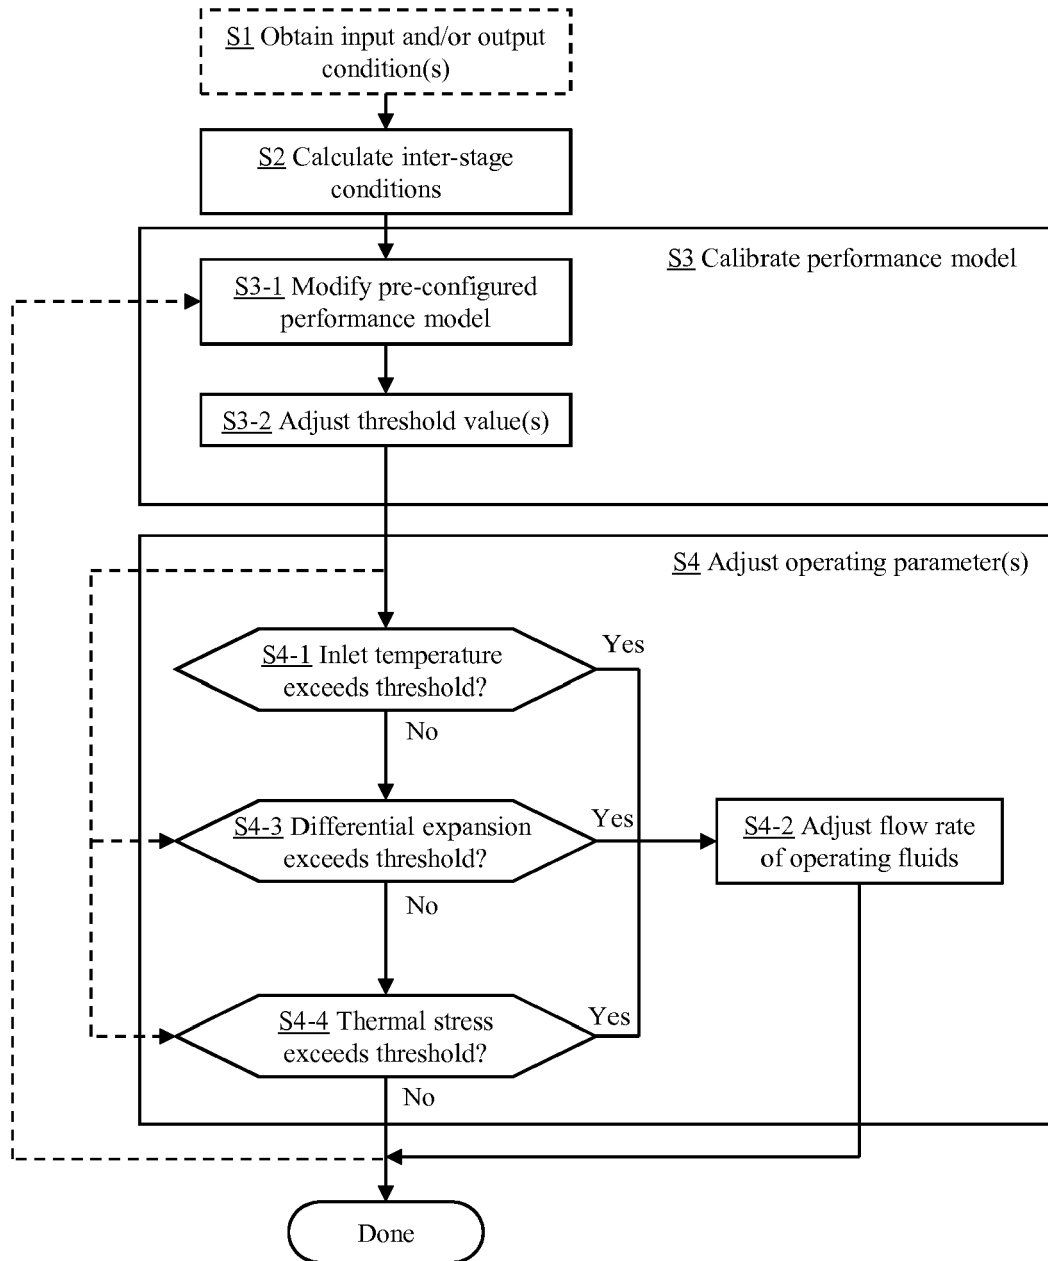 S1 Obtain input and/or output
condition(s)
S2 Calculate inter-stage
conditions
S3 Calibrate performance model
S3-1 Modify pre-configured
performance model
S3-2 Adjust threshold value(s)
S4 Adjust operating parameter(s)
S4-1 Inlet temperature
exceeds threshold?
Yes
No
S4-3 Differential expansion
exceeds threshold?
Yes
S4-2 Adjust flow rate
of operating fluids
No
S4-4 Thermal stress
exceeds threshold?
Yes
No
Done